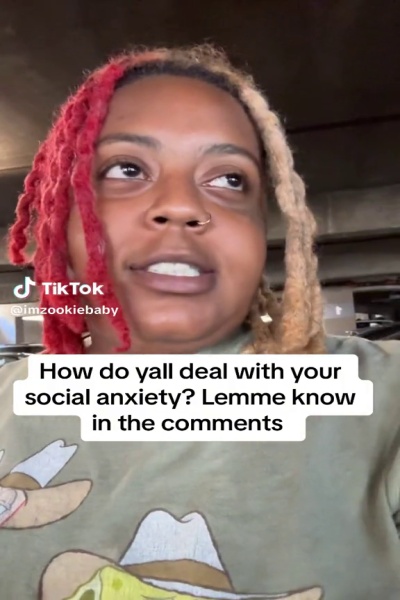 TikTok
@imzookiebaby
How do yall deal with your
social anxiety? Lemme know
in the comments